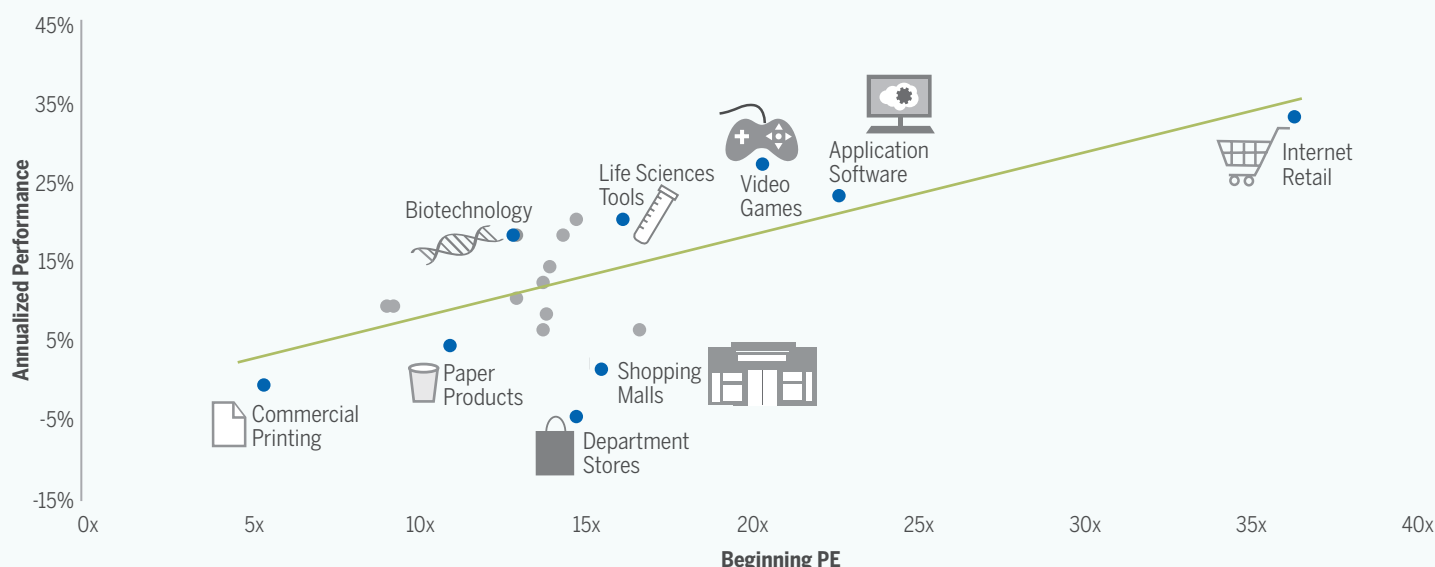 45%
35%
25%
15%
5%
-5%
-15%
Annualized Performance
Biotechnology
Life Sciences
Tools
Video
Games
Application
Software
Internet
Retail
Commercial
Printing
Paper
Products
Department
Stores
Shopping
Malls
0x
5x
10x
15x
20x
25x
30x
35x
40x
Beginning PE